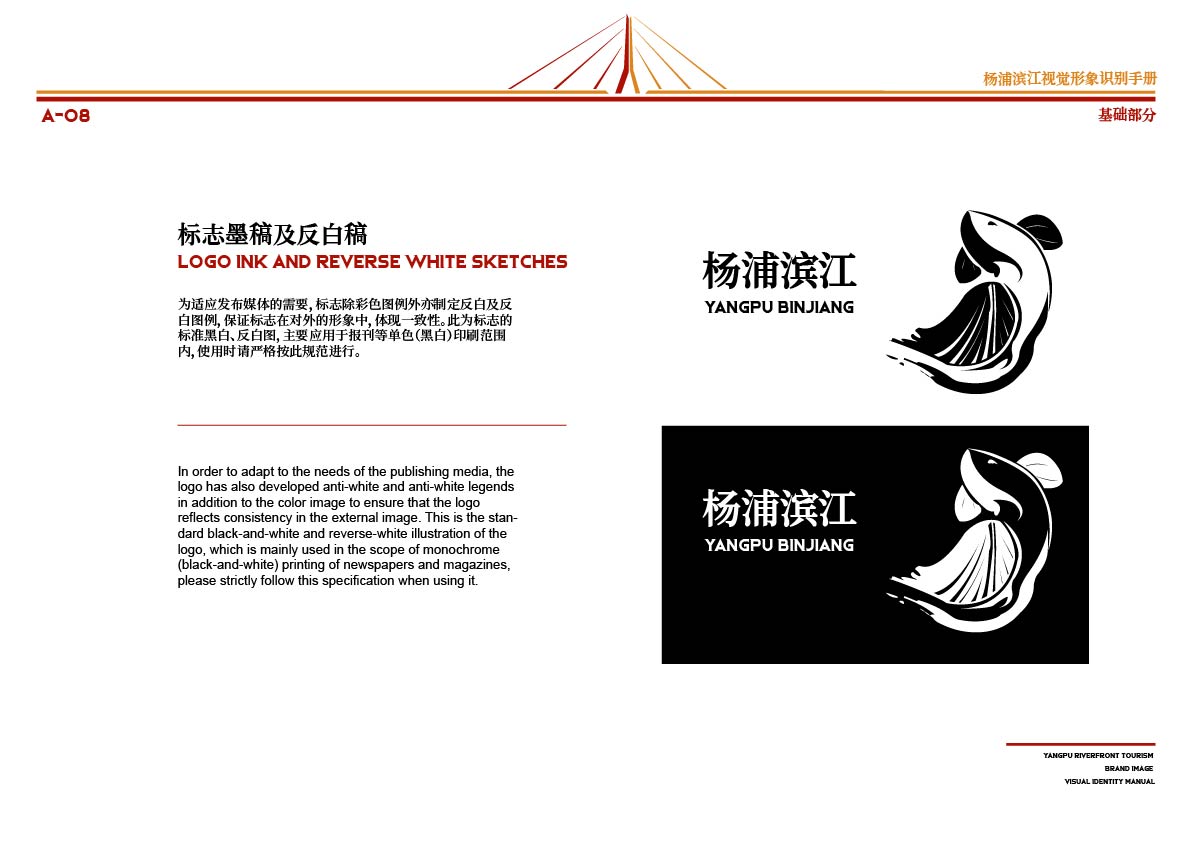 杨浦滨江视觉形象识别手册
A-08
基础部分
标志墨稿及反白稿
LOGO INK AND REVERSE WHITE SKETCHES
为适应发布媒体的需要，标志除彩色图例外亦制定反白及反
白图例，保证标志在对外的形象中，体现一致性。此为标志的
标准黑白、反白图，主要应用于报刊等单色（黑白）印刷范围
内，使用时请严格按此规范进行。
In order to adapt to the needs of the publishing media, the
logo has also developed anti-white and anti-white legends
in addition to the color image to ensure that the logo
reflects consistency in the external image. This is the stan-
dard black-and-white and reverse-white illustration of the
logo, which is mainly used in the scope of monochrome
(black-and-white) printing of newspapers and magazines,
please strictly follow this specification when using it.
杨浦滨江
YANGPU BINJIANG
杨浦滨江
YANGPU BINJIANG
YANGPU RIVERFRONT TOURISM
BRAND IMAGE
VISUAL IDENTITY MANUAL